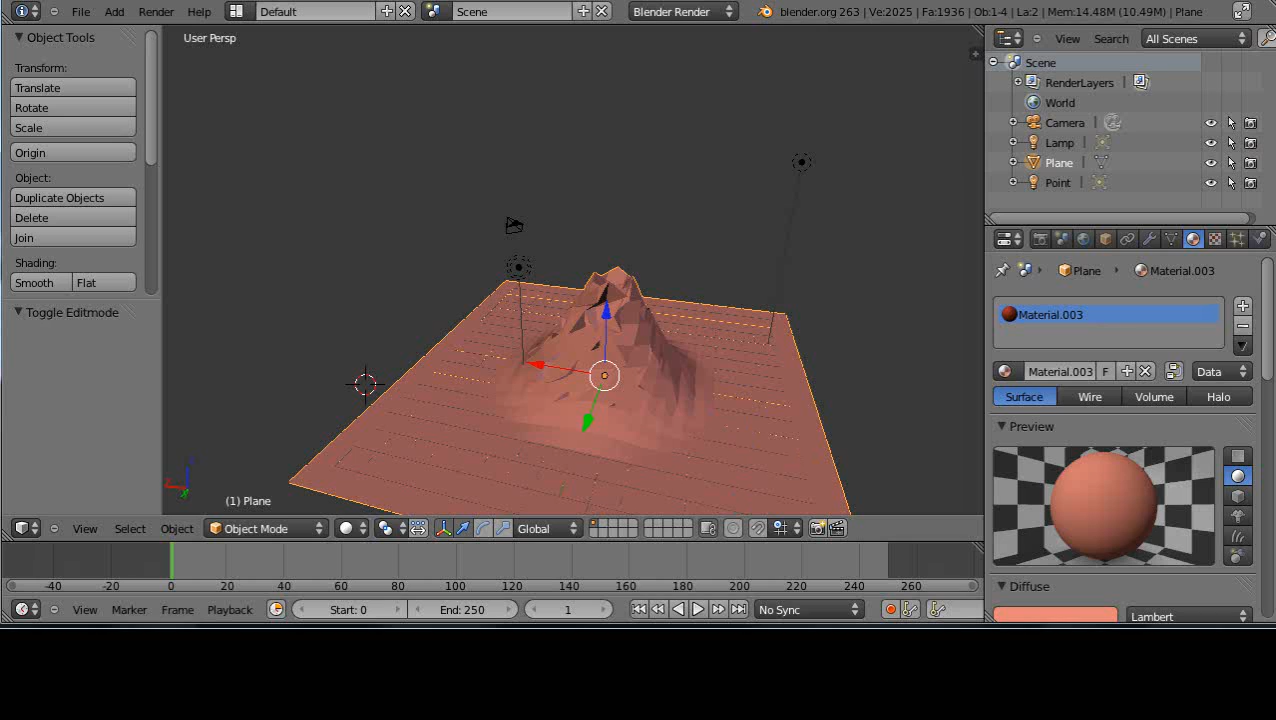 File Add Render Help Default Scene Blender Render blender.org 263 | Ve:2025 | Fa:1936 | Ob:1-4 | La:2 | Mem:14.48M (10.49M) | Plane
Object Tools
Transform:
Translate
Rotate
Scale
Origin
Object:
Duplicate Objects
Delete
Join
Shading:
Smooth Flat
Toggle Editmode
User Persp
(1) Plane
View Select Object Object Mode Global
-40 -20 0 20 40 60 80 100 120 140 160 180 200 220 240 260
View Marker Frame Playback Start: 0 End: 250 1 No Sync
View Search All Scenes
Scene
RenderLayers
World
Camera
Lamp
Plane
Point
Plane Material.003
Material.003
Material.003 F Data
Surface Wire Volume Halo
Preview
Diffuse
Lambert